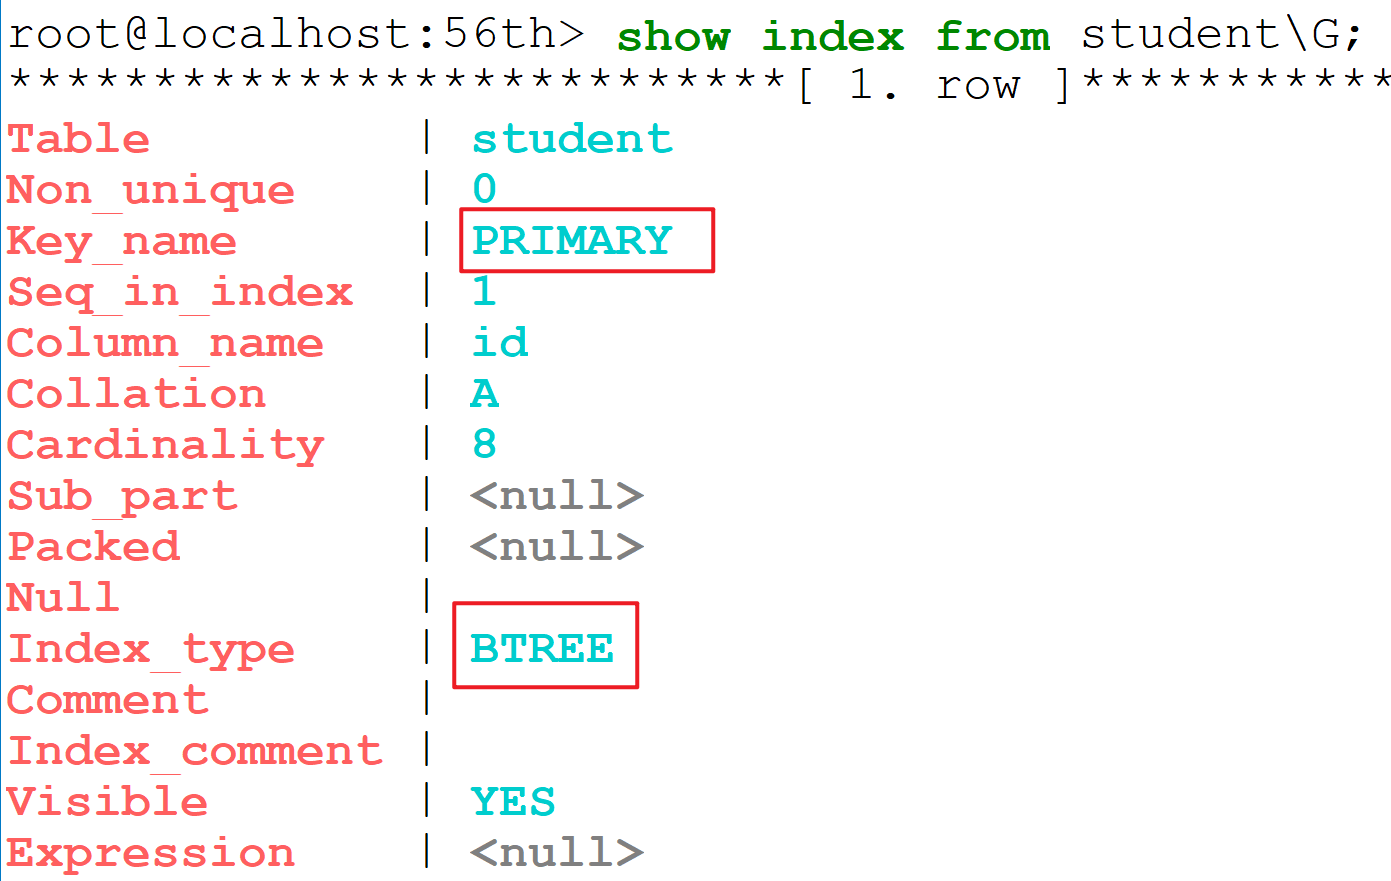 root@localhost:56th> show index from student\G;
***************************[ 1. row ]***********
Table | student
Non_unique | 0
Key_name | PRIMARY
Seq_in_index | 1
Column_name | id
Collation | A
Cardinality | 8
Sub_part | <null>
Packed | <null>
Null |
Index_type | BTREE
Comment |
Index_comment |
Visible | YES
Expression | <null>